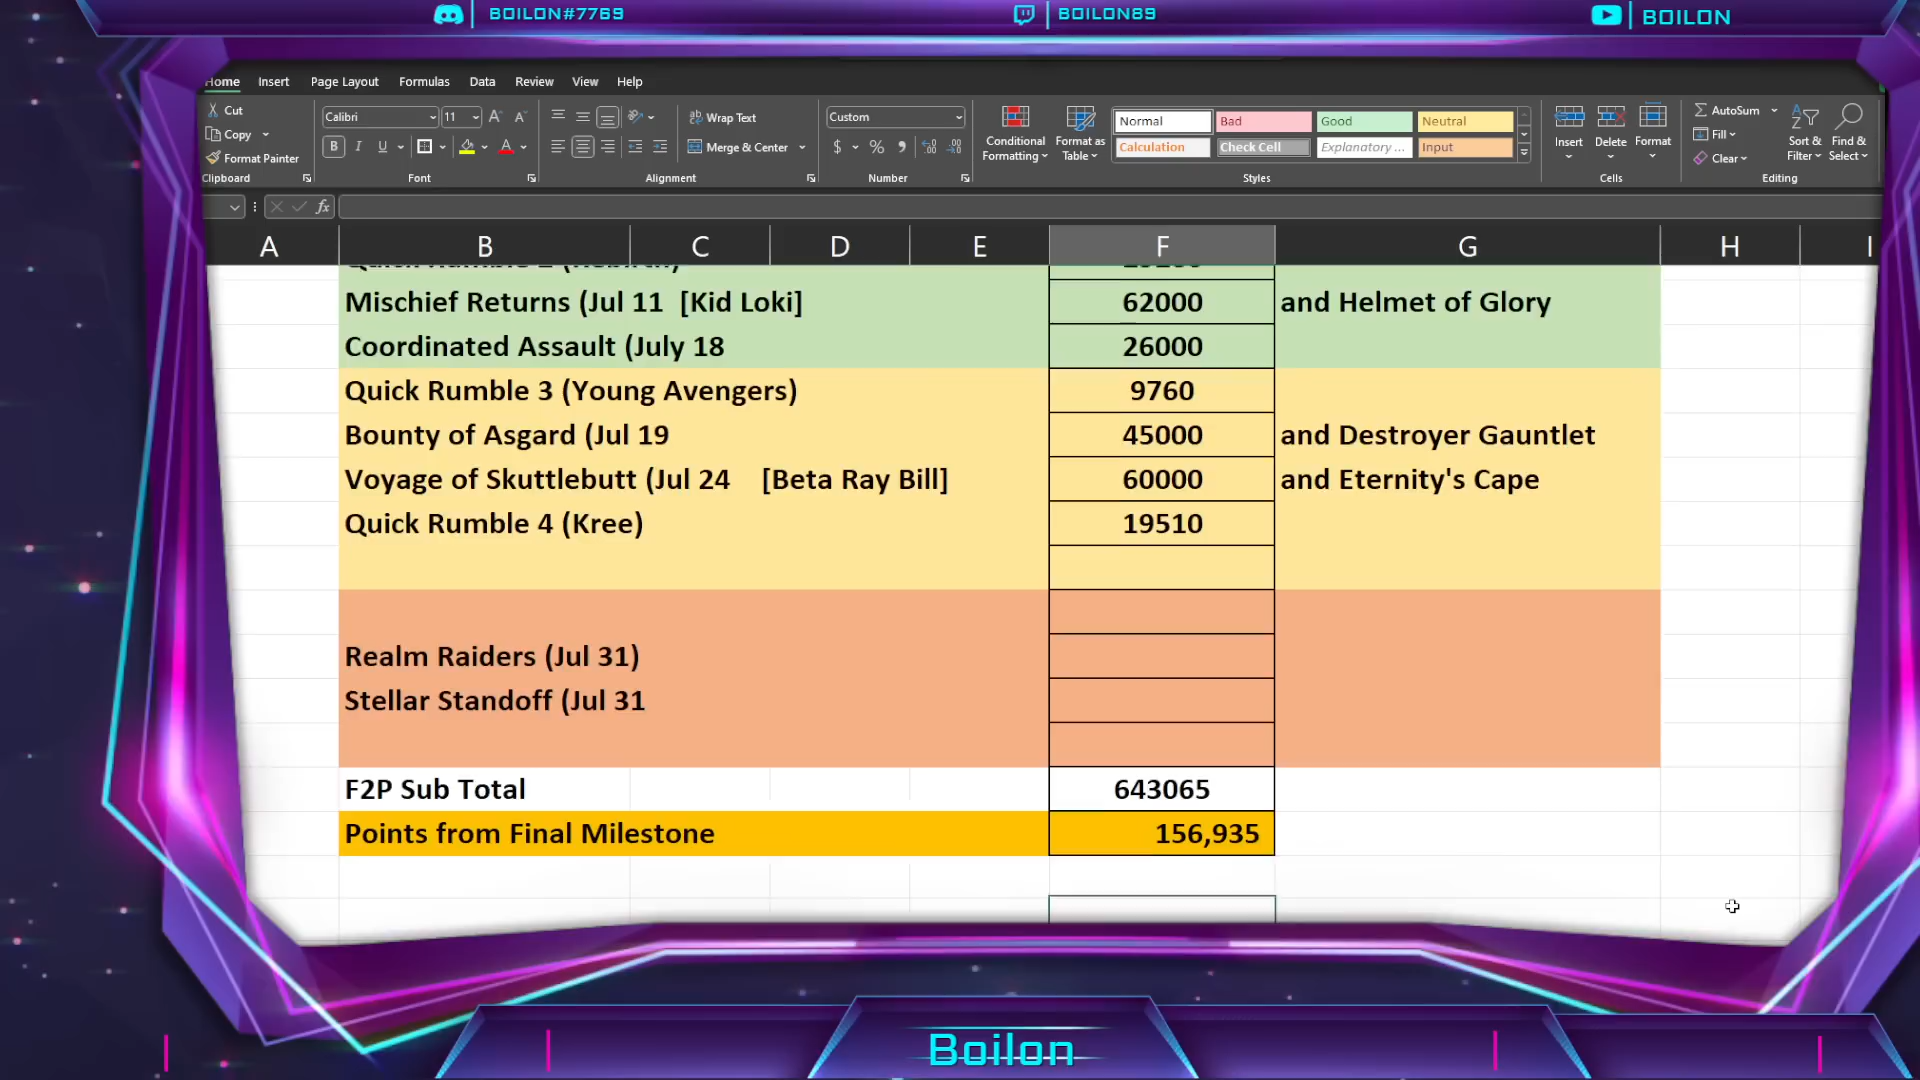 BOILON#7769
BOILON89
BOILON
Home Insert Page Layout Formulas Data Review View Help
Cut
Copy
Format Painter
Clipboard
Calibri 11
B I U
Font
Wrap Text
Merge & Center
Alignment
Custom
$ %
Number
Conditional Formatting
Format as Table
Normal Bad Good Neutral
Calculation Check Cell Explanatory ... Input
Styles
Insert Delete Format
Cells
AutoSum
Fill
Clear
Sort & Filter
Find & Select
Editing
fx
A B C D E F G H I
Mischief Returns (Jul 11 [Kid Loki] 62000 and Helmet of Glory
Coordinated Assault (July 18 26000
Quick Rumble 3 (Young Avengers) 9760
Bounty of Asgard (Jul 19 45000 and Destroyer Gauntlet
Voyage of Skuttlebutt (Jul 24 [Beta Ray Bill] 60000 and Eternity's Cape
Quick Rumble 4 (Kree) 19510
Realm Raiders (Jul 31)
Stellar Standoff (Jul 31
F2P Sub Total 643065
Points from Final Milestone 156,935
Boilon